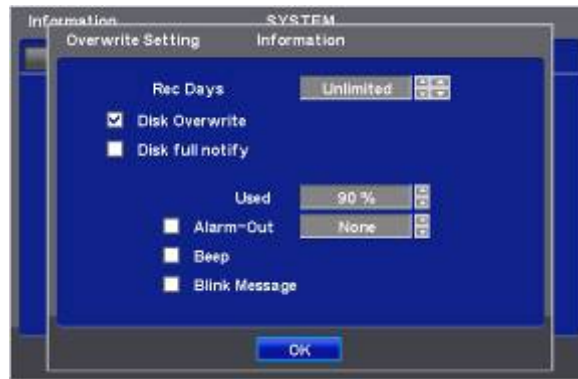 Information SYSTEM
Overwrite Setting Information
Rec Days Unlimited
Disk Overwrite
Disk full notify
Used 90 %
Alarm-Out None
Beep
Blink Message
OK